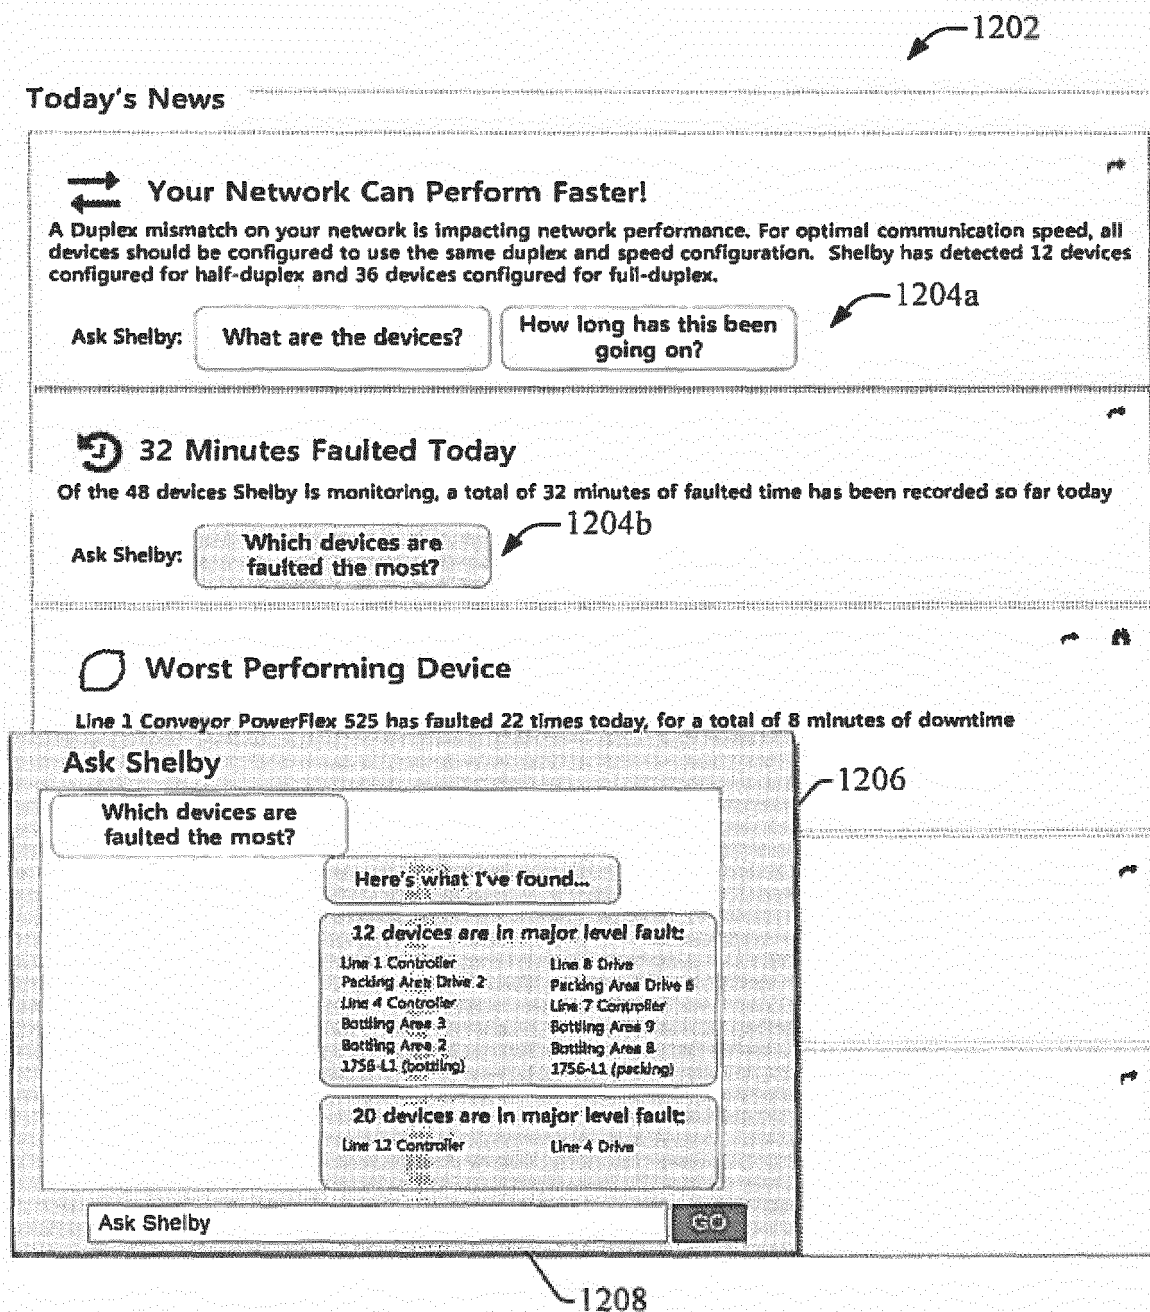 1202
Today's News
Your Network Can Perform Faster!
A Duplex mismatch on your network is impacting network performance. For optimal communication speed, all
devices should be configured to use the same duplex and speed configuration. Shelby has detected 12 devices
configured for half-duplex and 36 devices configured for full-duplex.
1204a
Ask Shelby:
What are the devices?
How long has this been
going on?
32 Minutes Faulted Today
Of the 48 devices Shelby is monitoring, a total of 32 minutes of faulted time has been recorded so far today
1204b
Ask Shelby:
Which devices are
faulted the most?
Worst Performing Device
Line 1 Conveyor PowerFlex 525 has faulted 22 times today, for a total of 8 minutes of downtime
Ask Shelby
1206
Which devices are
faulted the most?
Here's what I've found...
12 devices are in major level fault:
Line 1 Controller
Line 8 Drive
Packing Area Drive 2
Packing Area Drive 6
Line 4 Controller
Line 7 Controller
Bottling Area 3
Bottling Area 9
Bottling Area 2
Bottling Area 8
1756-L1 (bottling)
1756-L1 (packing)
20 devices are in major level fault:
Line 12 Controller
Line 4 Drive
Ask Shelby
GO
1208